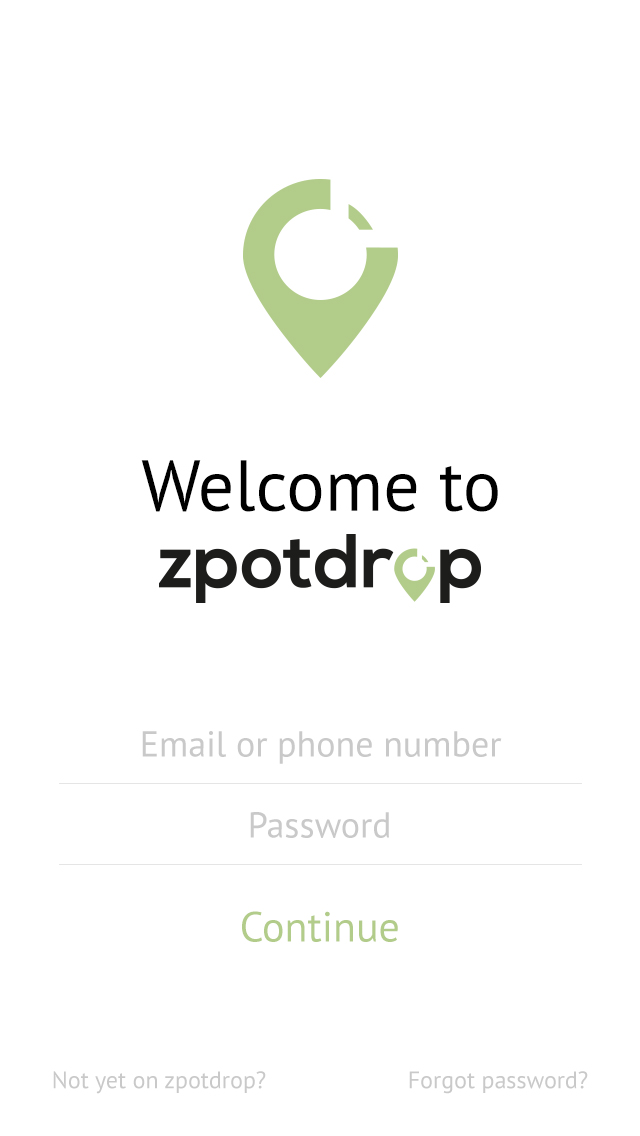 Welcome to
zpotdrop
Email or phone number
Password
Continue
Not yet on zpotdrop?
Forgot password?